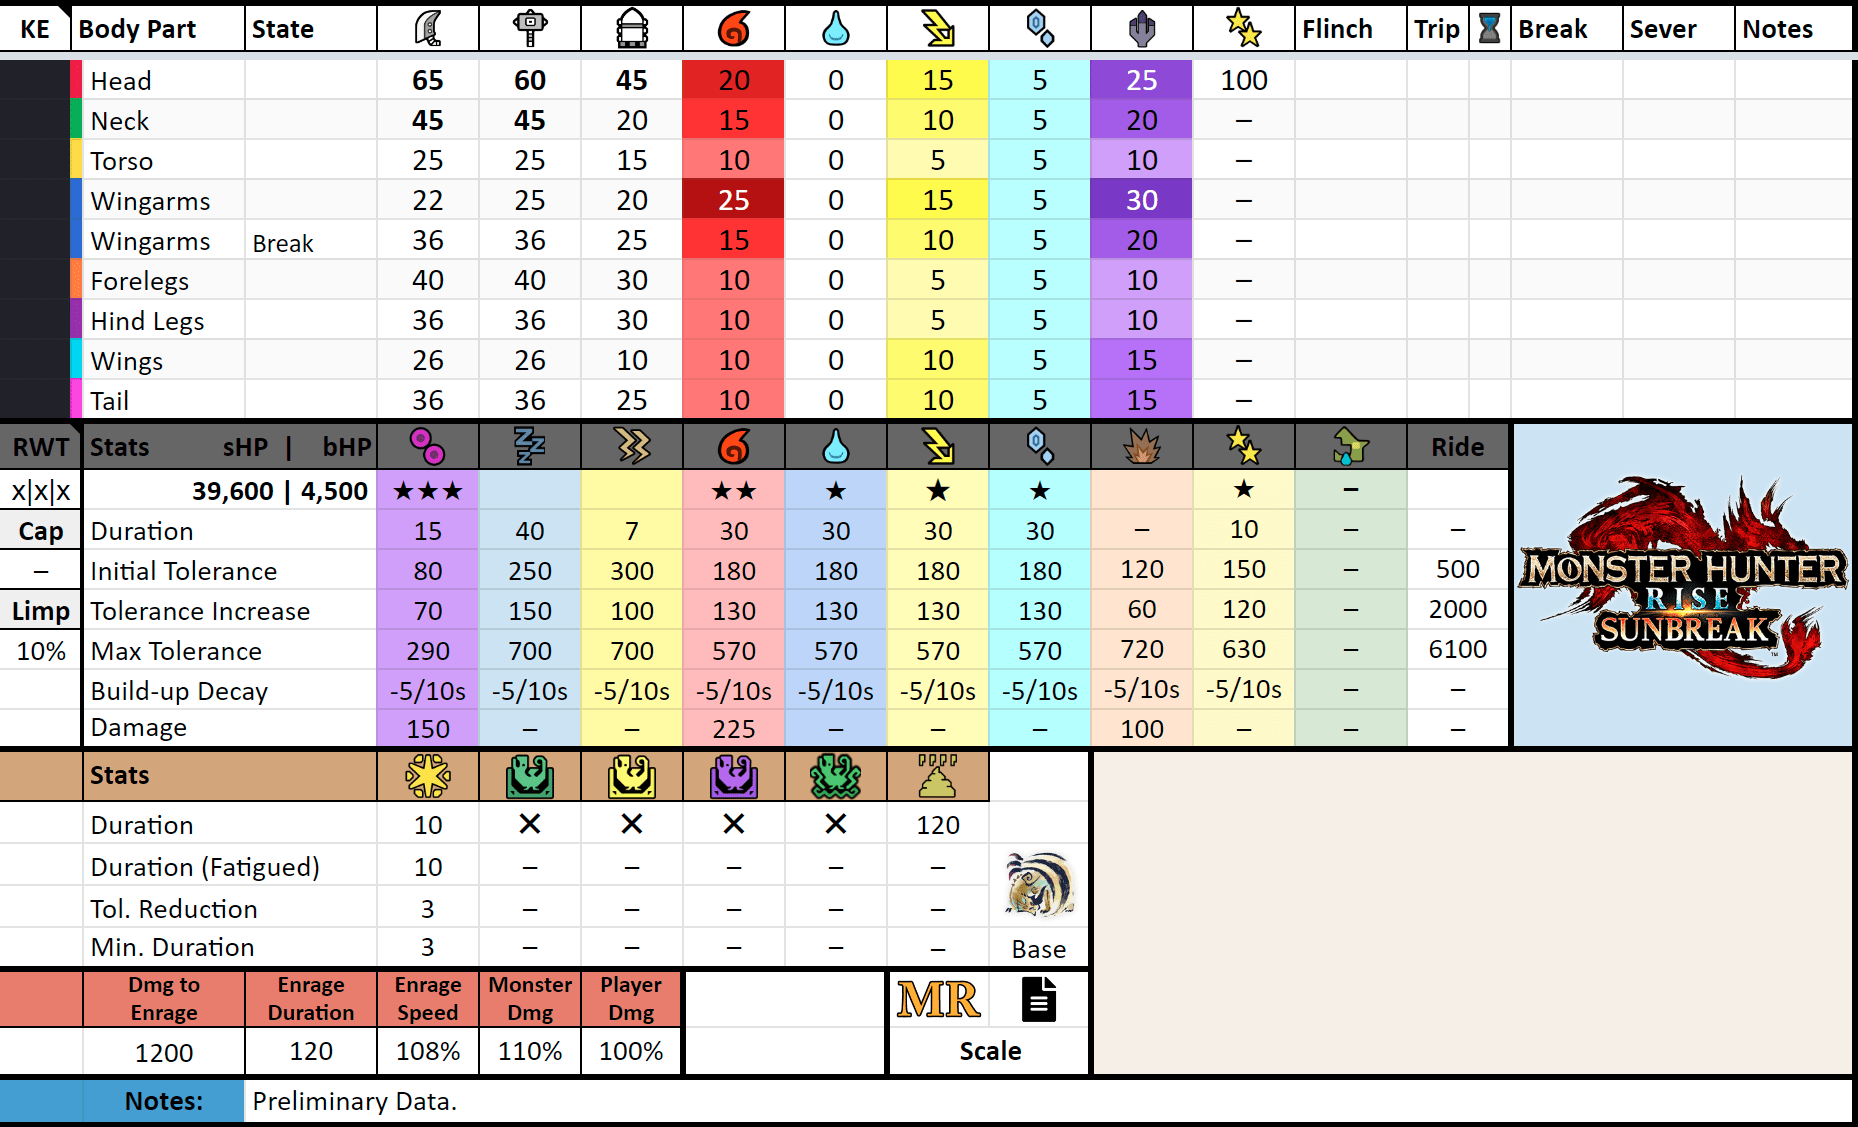 KE Body Part State Flinch Trip Break Sever Notes
Head 65 60 45 20 0 15 5 25 100
Neck 45 45 20 15 0 10 5 20 –
Torso 25 25 15 10 0 5 5 10 –
Wingarms 22 25 20 25 0 15 5 30 –
Wingarms Break 36 36 25 15 0 10 5 20 –
Forelegs 40 40 30 10 0 5 5 10 –
Hind Legs 36 36 30 10 0 5 5 10 –
Wings 26 26 10 10 0 10 5 15 –
Tail 36 36 25 10 0 10 5 15 –
RWT Stats sHP | bHP Ride
x|x|x 39,600 | 4,500 ★★★ ★★ ★ ★ ★ ★ –
Cap Duration 15 40 7 30 30 30 30 – 10 – –
– Initial Tolerance 80 250 300 180 180 180 180 120 150 – 500
Limp Tolerance Increase 70 150 100 130 130 130 130 60 120 – 2000
10% Max Tolerance 290 700 700 570 570 570 570 720 630 – 6100
Build-up Decay -5/10s -5/10s -5/10s -5/10s -5/10s -5/10s -5/10s -5/10s -5/10s – –
Damage 150 – – 225 – – – 100 – – –
MONSTER HUNTER
RISE
SUNBREAK™
Stats
Duration 10 ✕ ✕ ✕ ✕ 120
Duration (Fatigued) 10 – – – – –
Tol. Reduction 3 – – – – –
Min. Duration 3 – – – – – Base
Dmg to Enrage Enrage Duration Enrage Speed Monster Dmg Player Dmg MR
1200 120 108% 110% 100% Scale
Notes: Preliminary Data.